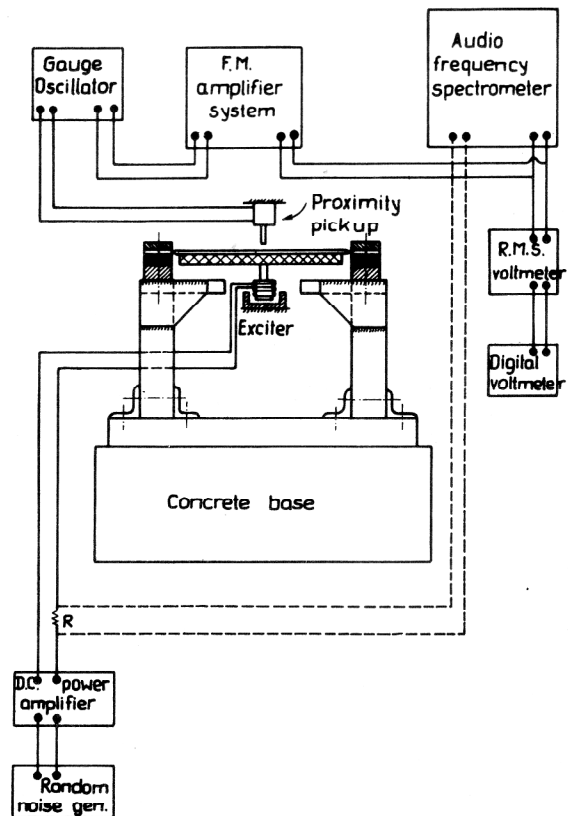 Gauge
Oscillator
F.M.
amplifier
system
Audio
frequency
spectrometer
Proximity
pickup
R.M.S.
voltmeter
Exciter
Digital
voltmeter
Concrete base
R
D.C. power
amplifier
Random
noise gen.